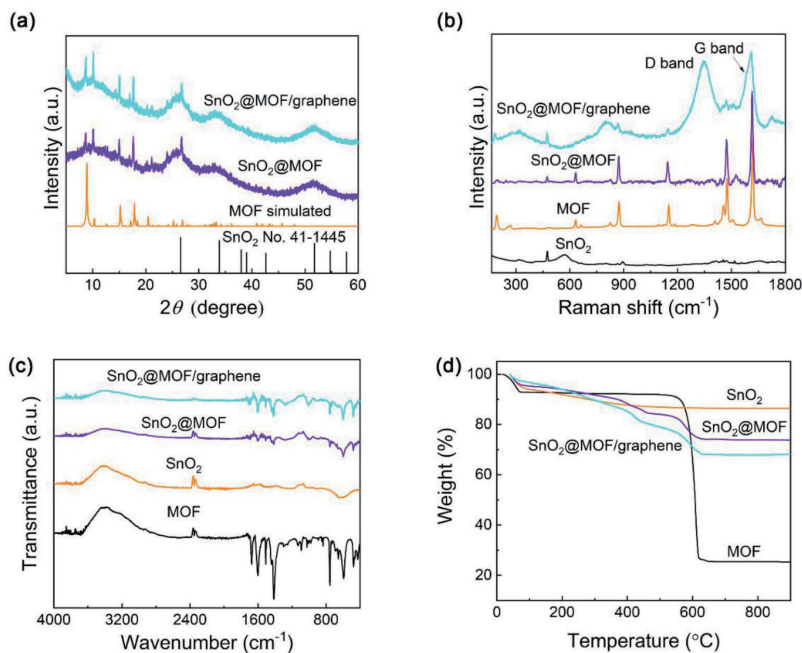 (a)
SnO2@MOF/graphene
SnO2@MOF
MOF simulated
SnO2 No. 41-1445
Intensity (a.u.)
10 20 30 40 50 60
2θ (degree)
(b)
G band
D band
SnO2@MOF/graphene
SnO2@MOF
MOF
SnO2
Intensity (a.u.)
300 600 900 1200 1500 1800
Raman shift (cm-1)
(c)
SnO2@MOF/graphene
SnO2@MOF
SnO2
MOF
Transmittance (a.u.)
4000 3200 2400 1600 800
Wavenumber (cm-1)
(d)
100
80
60
40
20
SnO2
SnO2@MOF
SnO2@MOF/graphene
MOF
Weight (%)
0 200 400 600 800
Temperature (°C)